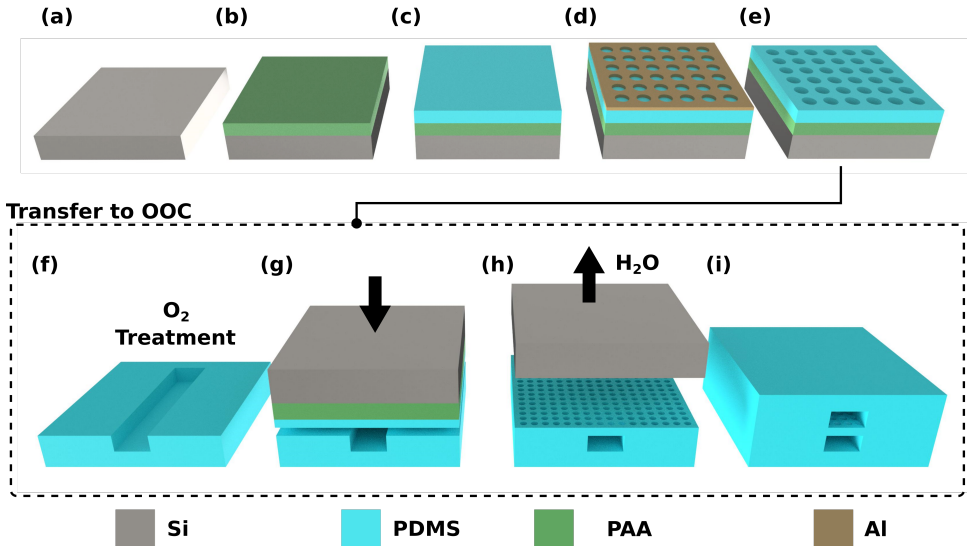 (a) (b) (c) (d) (e)
Transfer to OOC
(f) (g) (h) H₂O (i)
O₂
Treatment
Si PDMS PAA Al